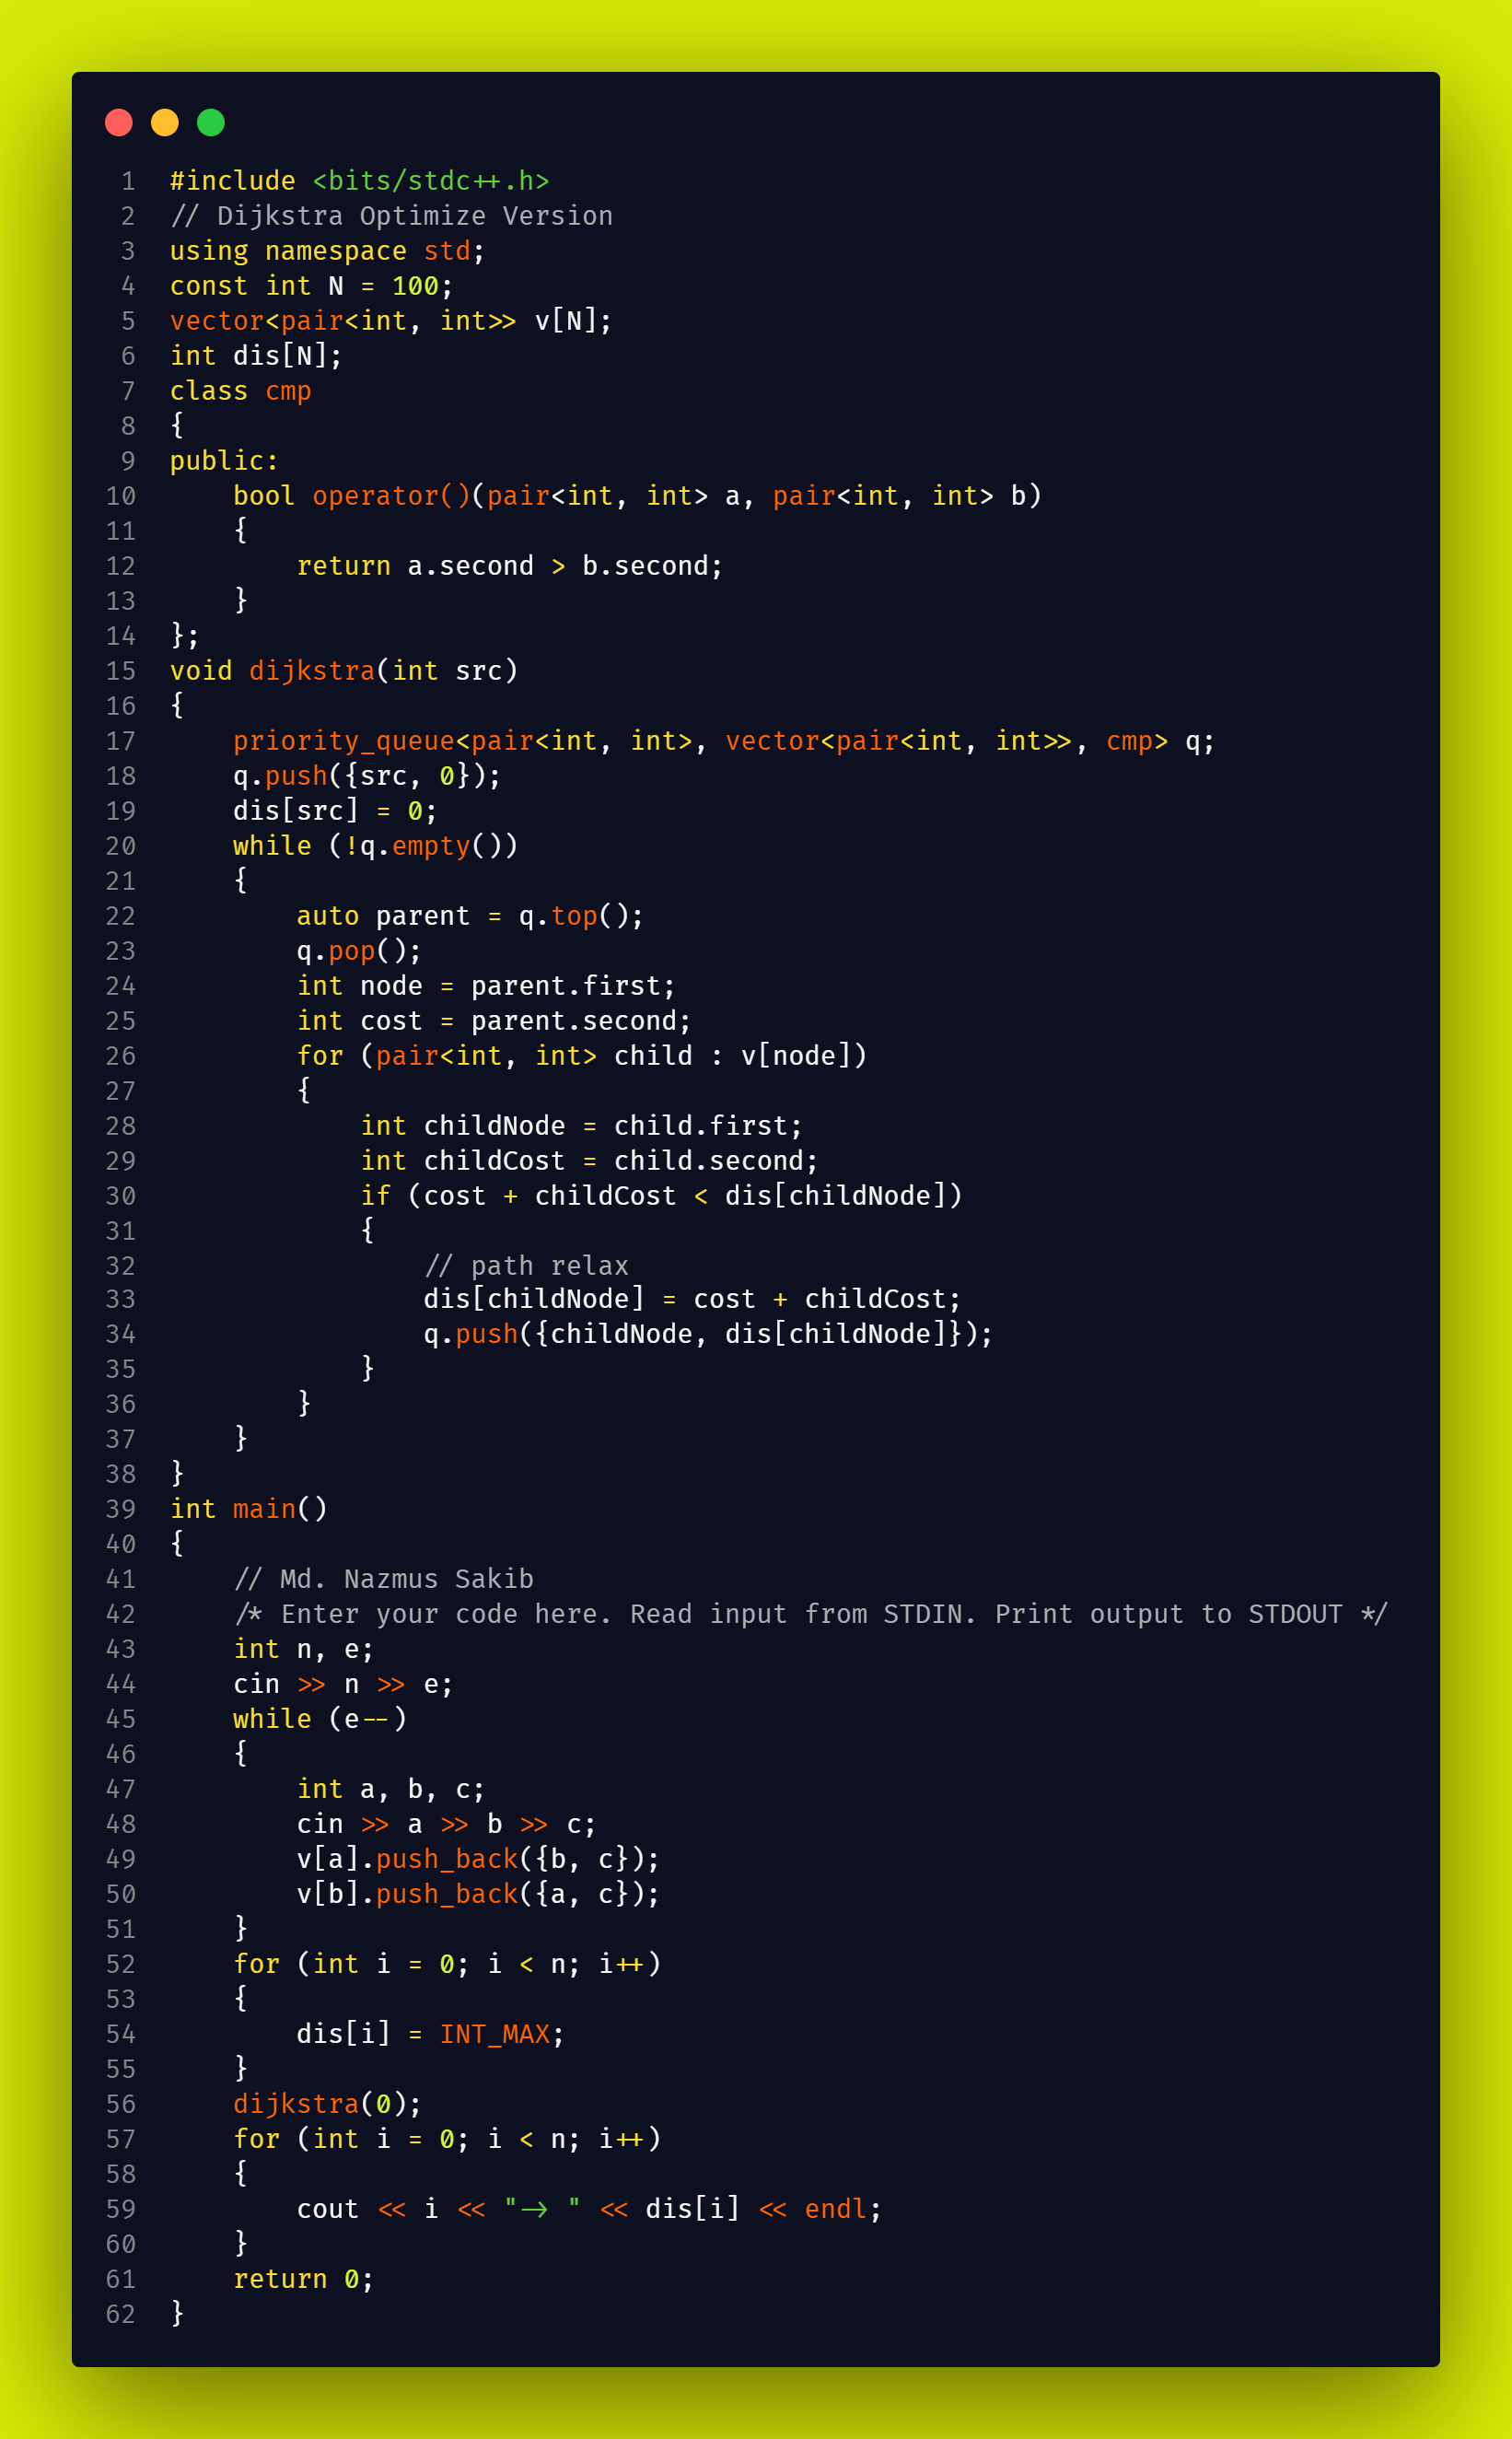 1 #include <bits/stdc++.h>
2 // Dijkstra Optimize Version
3 using namespace std;
4 const int N = 100;
5 vector<pair<int, int>> v[N];
6 int dis[N];
7 class cmp
8 {
9 public:
10     bool operator()(pair<int, int> a, pair<int, int> b)
11     {
12         return a.second > b.second;
13     }
14 };
15 void dijkstra(int src)
16 {
17     priority_queue<pair<int, int>, vector<pair<int, int>>, cmp> q;
18     q.push({src, 0});
19     dis[src] = 0;
20     while (!q.empty())
21     {
22         auto parent = q.top();
23         q.pop();
24         int node = parent.first;
25         int cost = parent.second;
26         for (pair<int, int> child : v[node])
27         {
28             int childNode = child.first;
29             int childCost = child.second;
30             if (cost + childCost < dis[childNode])
31             {
32                 // path relax
33                 dis[childNode] = cost + childCost;
34                 q.push({childNode, dis[childNode]});
35             }
36         }
37     }
38 }
39 int main()
40 {
41     // Md. Nazmus Sakib
42     /* Enter your code here. Read input from STDIN. Print output to STDOUT */
43     int n, e;
44     cin >> n >> e;
45     while (e--)
46     {
47         int a, b, c;
48         cin >> a >> b >> c;
49         v[a].push_back({b, c});
50         v[b].push_back({a, c});
51     }
52     for (int i = 0; i < n; i++)
53     {
54         dis[i] = INT_MAX;
55     }
56     dijkstra(0);
57     for (int i = 0; i < n; i++)
58     {
59         cout << i << "-> " << dis[i] << endl;
60     }
61     return 0;
62 }